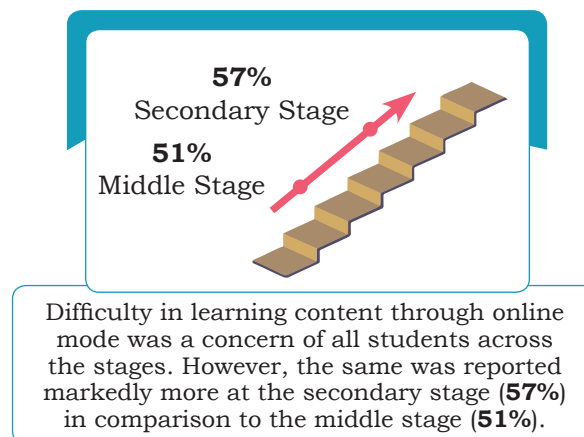 57%
Secondary Stage
51%
Middle Stage
Difficulty in learning content through online
mode was a concern of all students across
the stages. However, the same was reported
markedly more at the secondary stage (57%)
in comparison to the middle stage (51%).